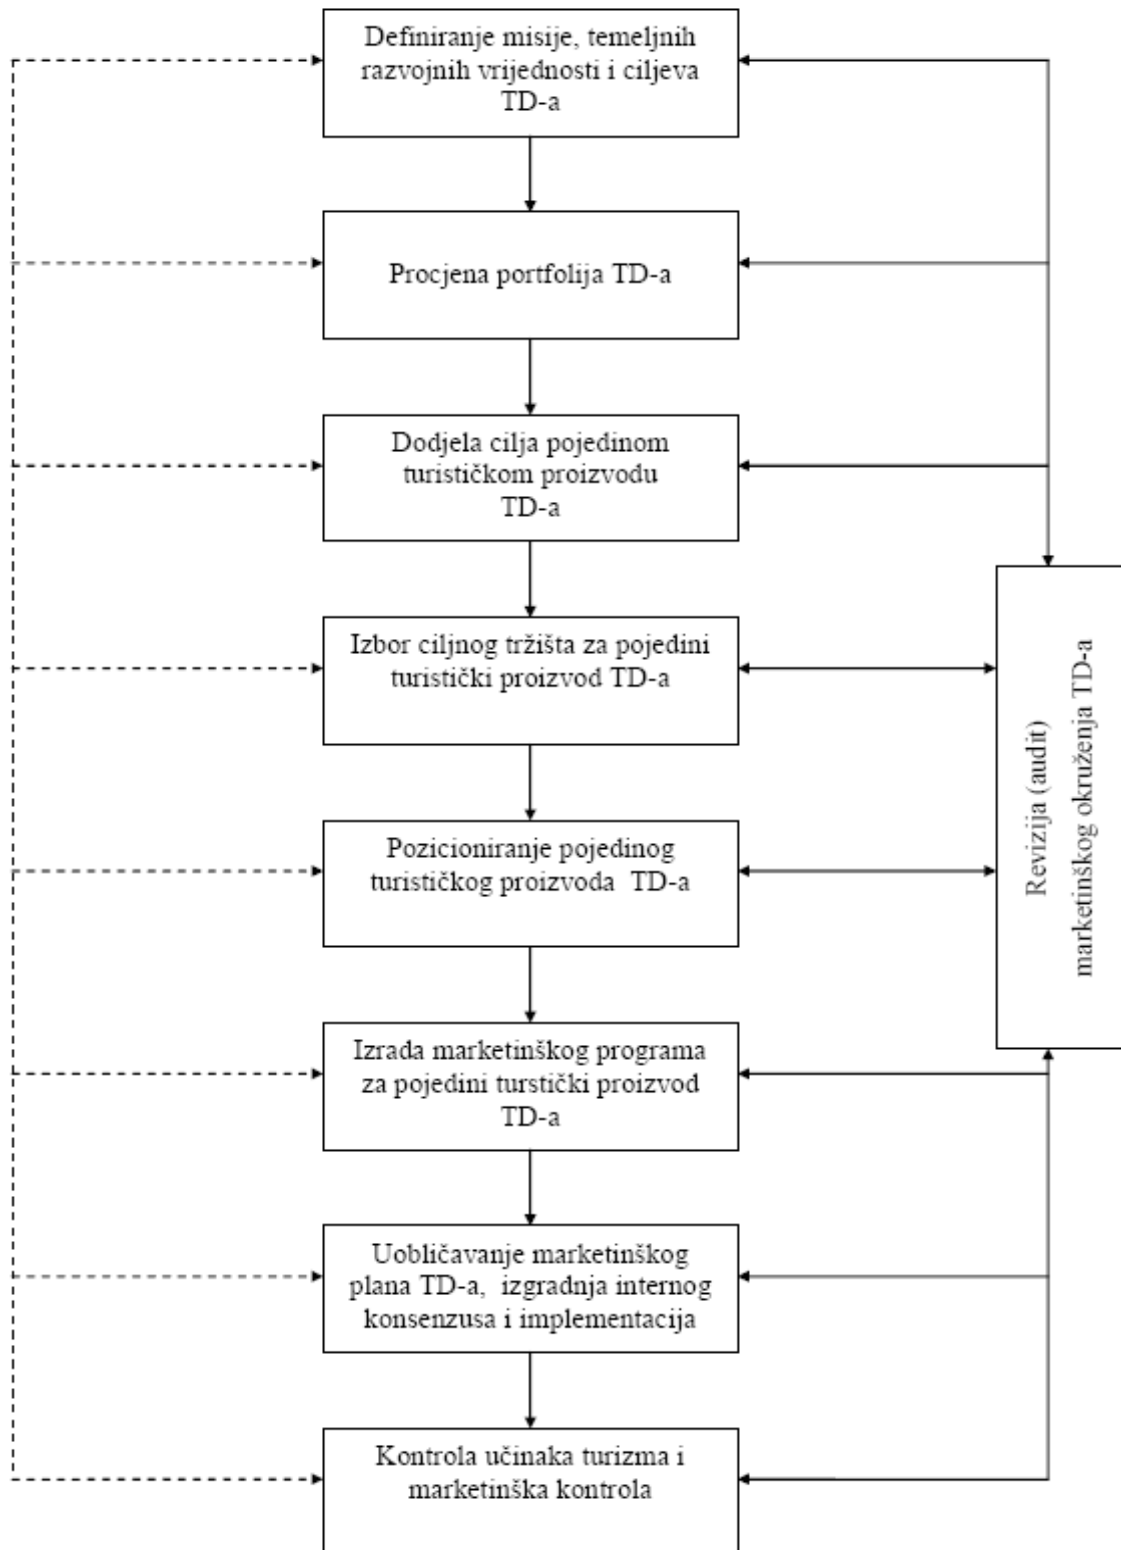 Definiranje misije, temeljnih
razvojnih vrijednosti i ciljeva
TD-a
Procjena portfolija TD-a
Dodjela cilja pojedinom
turističkom proizvodu
TD-a
Izbor ciljnog tržišta za pojedini
turistički proizvod TD-a
Pozicioniranje pojedinog
turističkog proizvoda TD-a
Izrada marketinškog programa
za pojedini turstički proizvod
TD-a
Uobličavanje marketinškog
plana TD-a, izgradnja internog
konsenzusa i implementacija
Kontrola učinaka turizma i
marketinška kontrola
Revizija (audit)
marketinškog okruženja TD-a